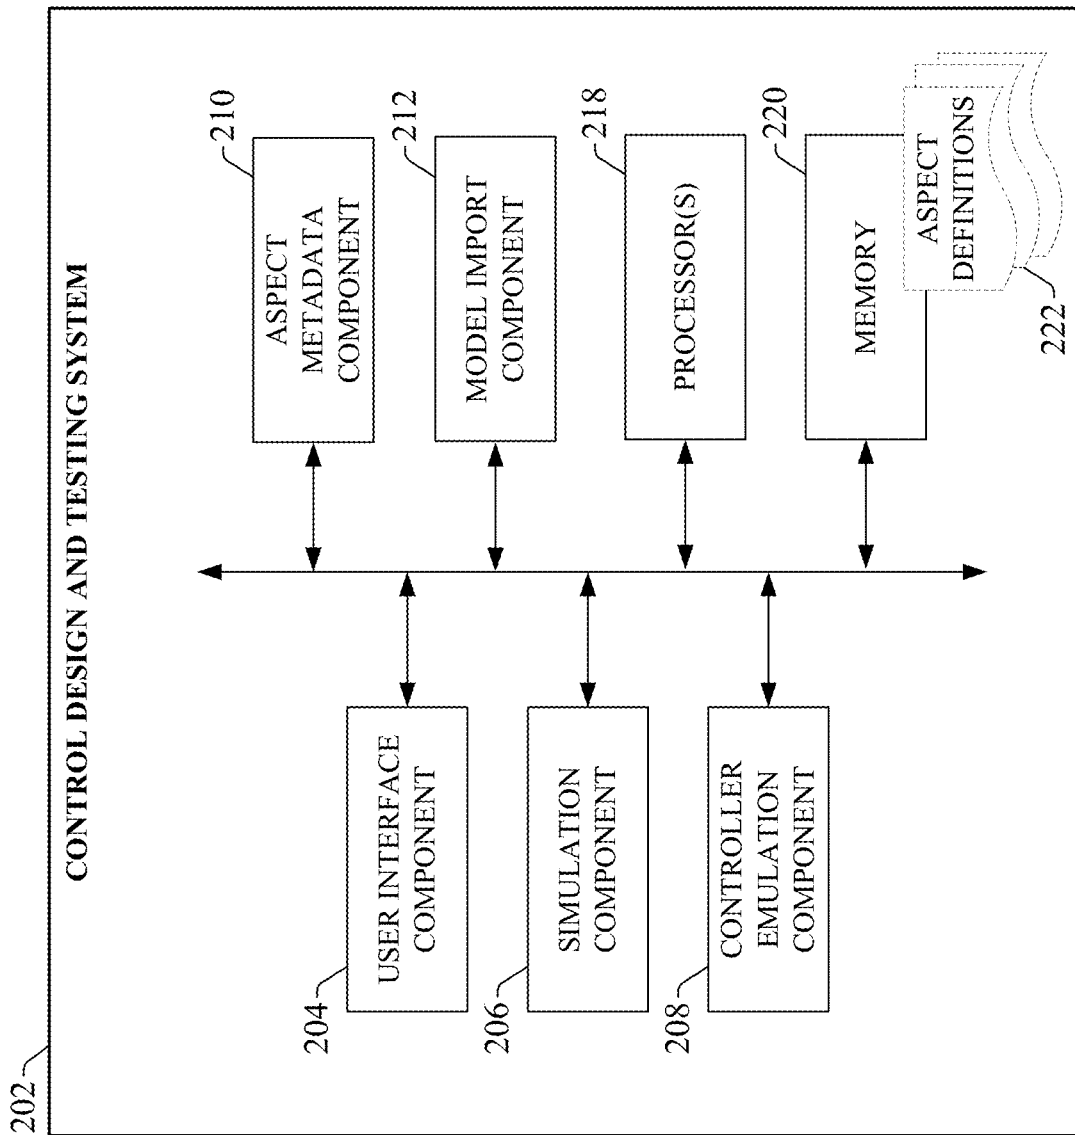 202
CONTROL DESIGN AND TESTING SYSTEM
204
USER INTERFACE
COMPONENT
206
SIMULATION
COMPONENT
208
CONTROLLER
EMULATION
COMPONENT
210
ASPECT
METADATA
COMPONENT
212
MODEL IMPORT
COMPONENT
218
PROCESSOR(S)
220
MEMORY
ASPECT
DEFINITIONS
222